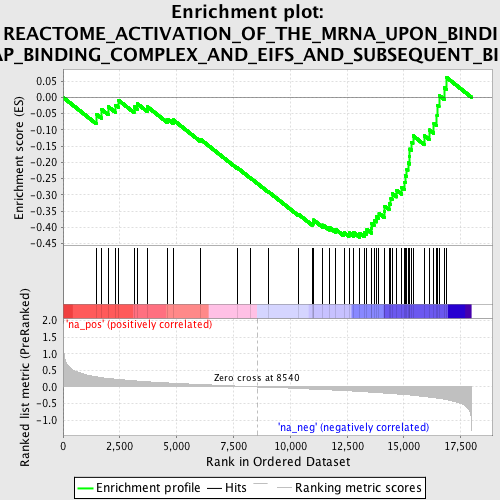 Enrichment plot:
REACTOME_ACTIVATION_OF_THE_MRNA_UPON_BINDI
AP_BINDING_COMPLEX_AND_EIFS_AND_SUBSEQUENT_BI
Enrichment score (ES)
0.05
0.00
-0.05
-0.10
-0.15
-0.20
-0.25
-0.30
-0.35
-0.40
-0.45
'na_pos' (positively correlated)
Ranked list metric (PreRanked)
2.0
1.5
1.0
0.5
0.0
-0.5
-1.0
Zero cross at 8540
'na_neg' (negatively correlated)
0 2,500 5,000 7,500 10,000 12,500 15,000 17,500
Rank in Ordered Dataset
Enrichment profile Hits Ranking metric scores